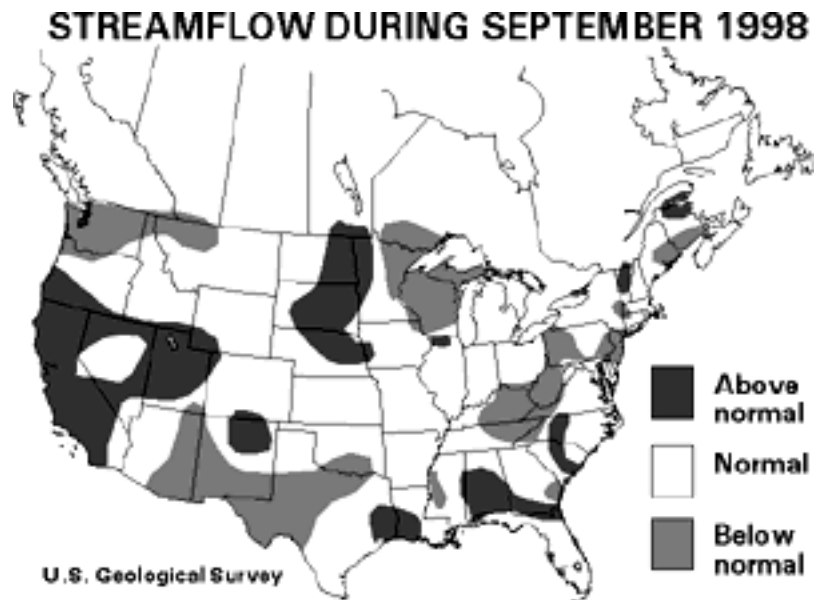 STREAMFLOW DURING SEPTEMBER 1998
Above
normal
Normal
Below
normal
U.S. Geological Survey